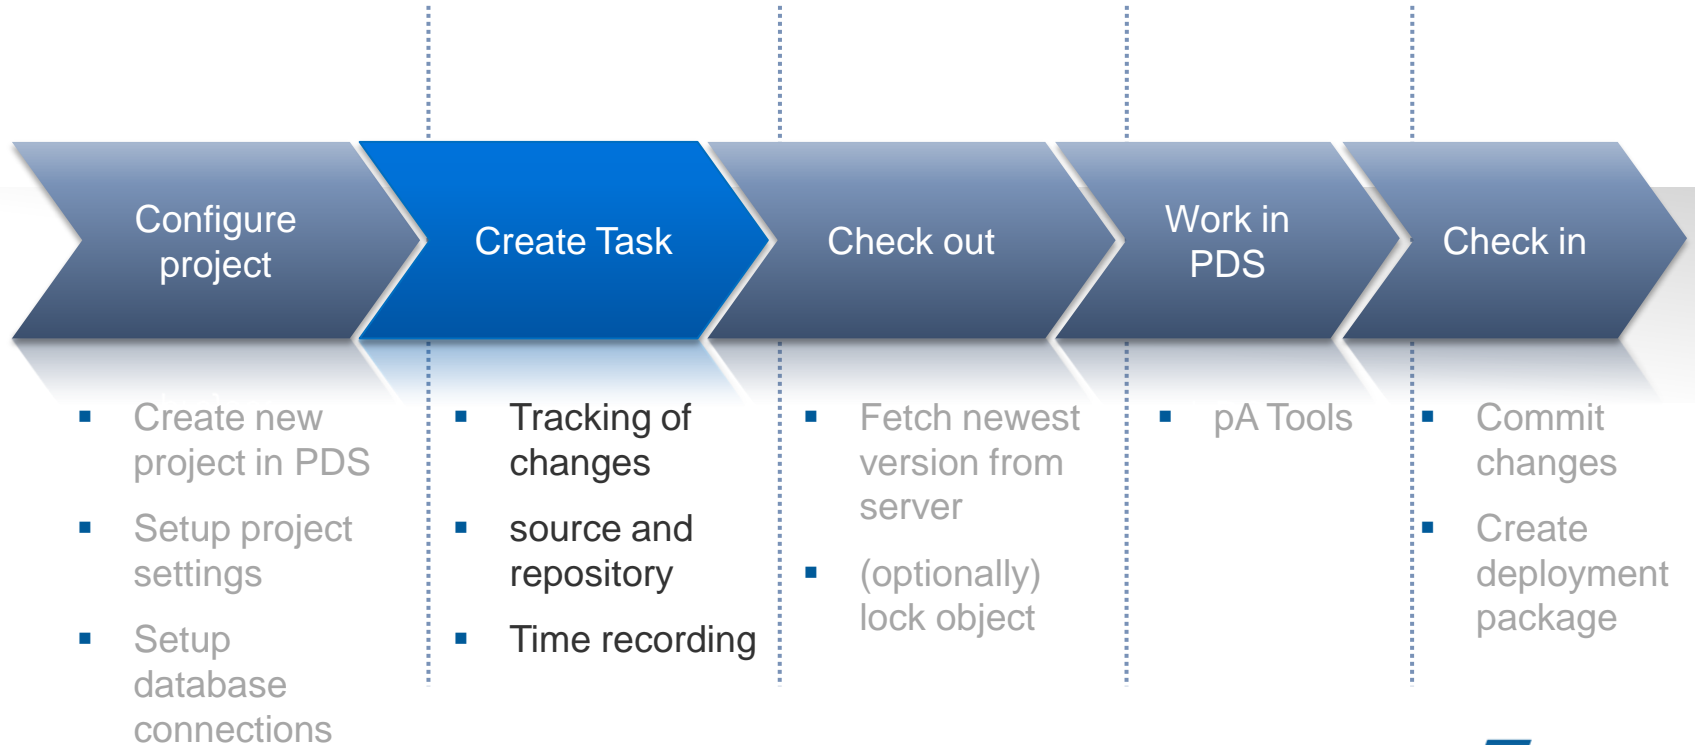 Configure
project
Create Task
Check out
Work in
PDS
Check in
Create new
project in PDS
Setup project
settings
Setup
database
connections
Tracking of
changes
source and
repository
Time recording
Fetch newest
version from
server
(optionally)
lock object
pA Tools
Commit
changes
Create
deployment
package